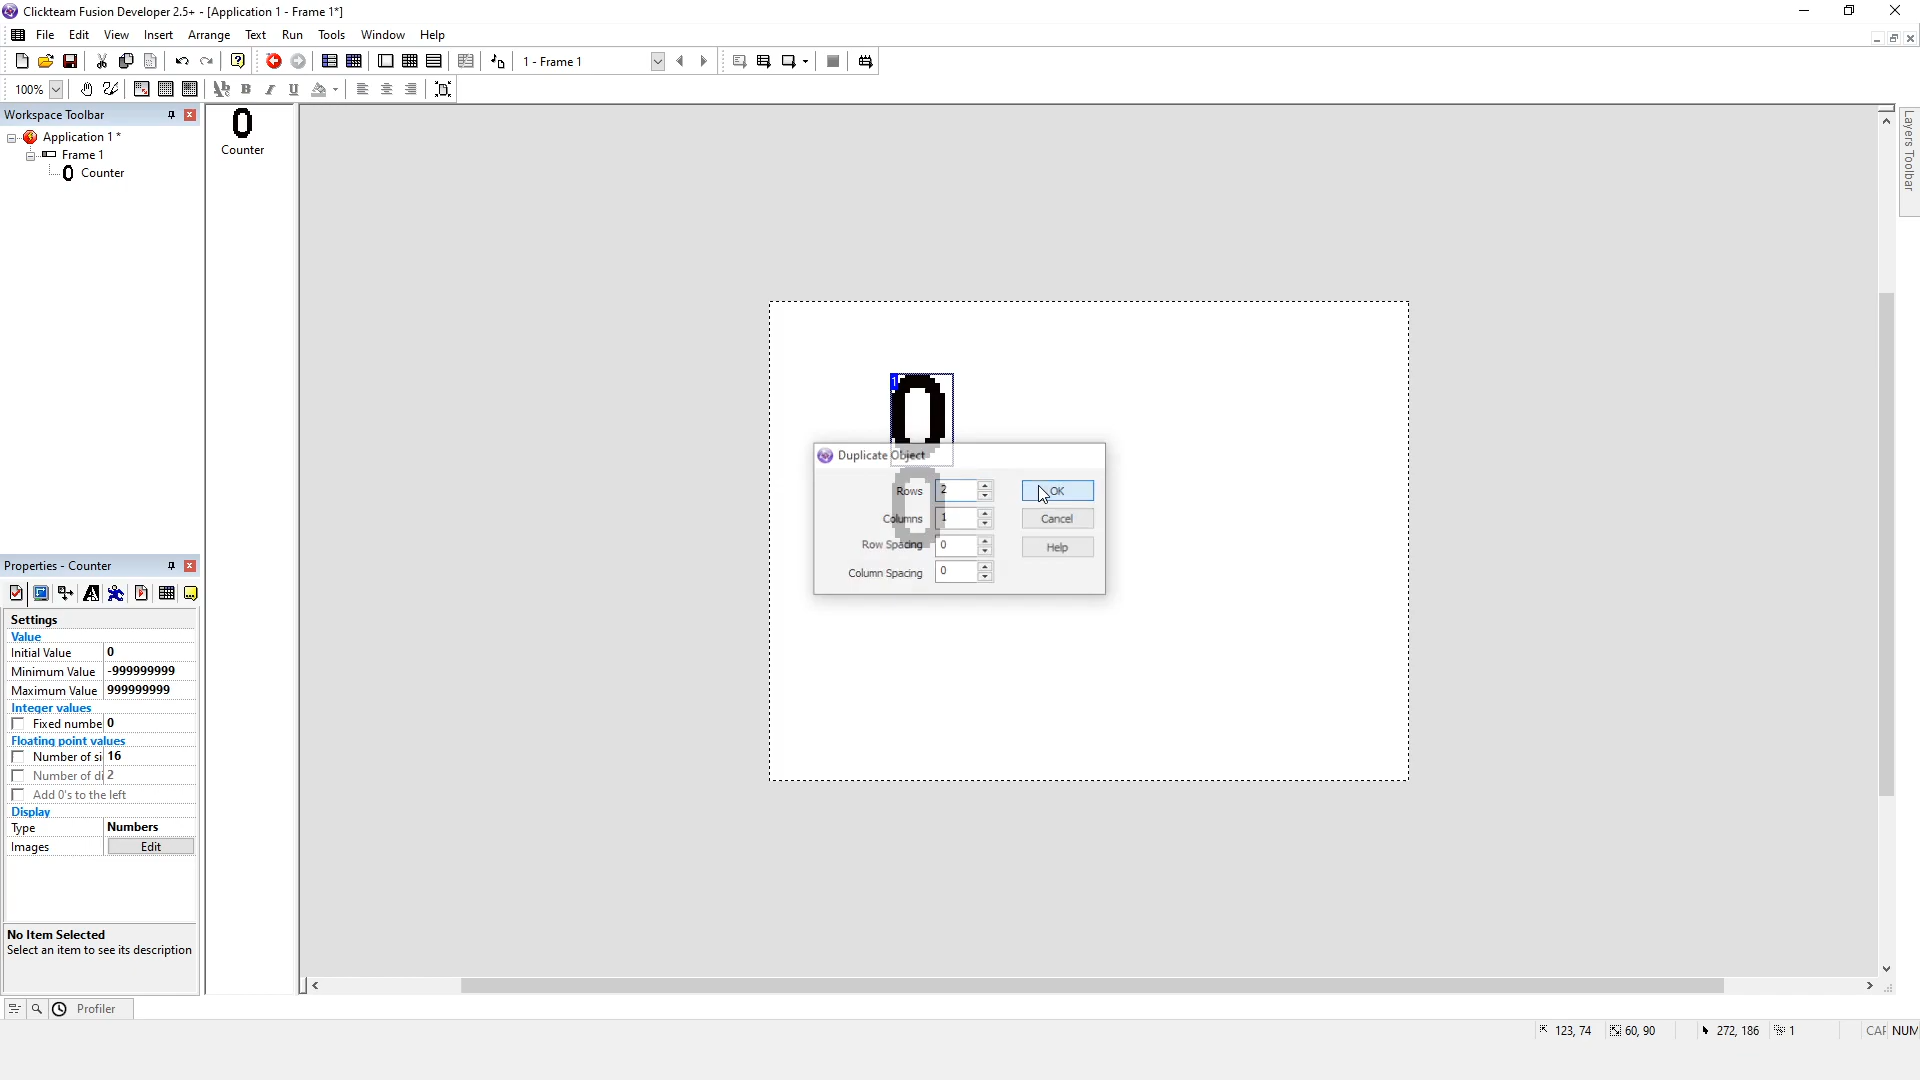 Clickteam Fusion Developer 2.5+ - [Application 1 - Frame 1*]
File Edit View Insert Arrange Text Run Tools Window Help
1 - Frame 1
100%
Workspace Toolbar
Application 1 *
Frame 1
Counter
0
Counter
Layers Toolbar
1
0
Duplicate Object
0
Rows 2 OK
Columns 1 Cancel
Row Spacing 0 Help
Column Spacing 0
Properties - Counter
Settings
Value
Initial Value 0
Minimum Value -999999999
Maximum Value 999999999
Integer values
Fixed numbe 0
Floating point values
Number of si 16
Number of di 2
Add 0's to the left
Display
Type Numbers
Images Edit
No Item Selected
Select an item to see its description
Profiler
123, 74 60, 90 272, 186 1 CAF NUM